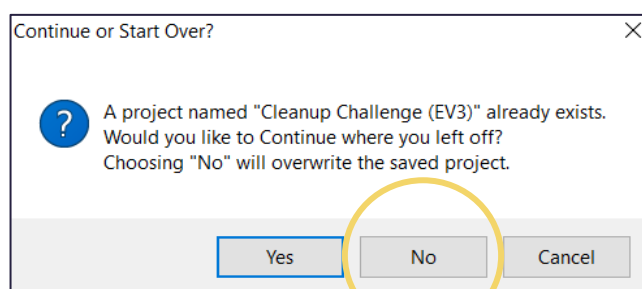 Continue or Start Over?
A project named "Cleanup Challenge (EV3)" already exists.
Would you like to Continue where you left off?
Choosing "No" will overwrite the saved project.
Yes
No
Cancel